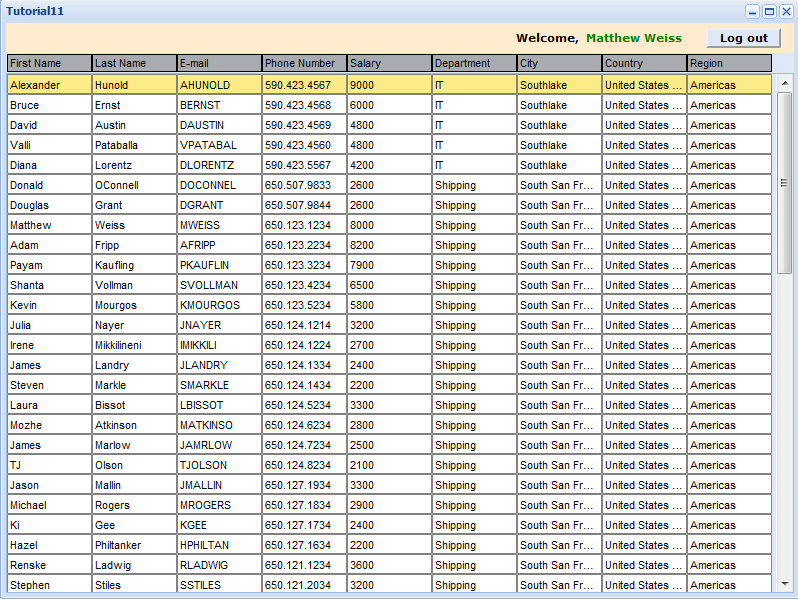 Tutorial11
Welcome, Matthew Weiss Log out
First Name Last Name E-mail Phone Number Salary Department City Country Region
Alexander Hunold AHUNOLD 590.423.4567 9000 IT Southlake United States ... Americas
Bruce Ernst BERNST 590.423.4568 6000 IT Southlake United States ... Americas
David Austin DAUSTIN 590.423.4569 4800 IT Southlake United States ... Americas
Valli Pataballa VPATABAL 590.423.4560 4800 IT Southlake United States ... Americas
Diana Lorentz DLORENTZ 590.423.5567 4200 IT Southlake United States ... Americas
Donald OConnell DOCONNEL 650.507.9833 2600 Shipping South San Fr... United States ... Americas
Douglas Grant DGRANT 650.507.9844 2600 Shipping South San Fr... United States ... Americas
Matthew Weiss MWEISS 650.123.1234 8000 Shipping South San Fr... United States ... Americas
Adam Fripp AFRIPP 650.123.2234 8200 Shipping South San Fr... United States ... Americas
Payam Kaufling PKAUFLIN 650.123.3234 7900 Shipping South San Fr... United States ... Americas
Shanta Vollman SVOLLMAN 650.123.4234 6500 Shipping South San Fr... United States ... Americas
Kevin Mourgos KMOURGOS 650.123.5234 5800 Shipping South San Fr... United States ... Americas
Julia Nayer JNAYER 650.124.1214 3200 Shipping South San Fr... United States ... Americas
Irene Mikkilineni IMIKKILI 650.124.1224 2700 Shipping South San Fr... United States ... Americas
James Landry JLANDRY 650.124.1334 2400 Shipping South San Fr... United States ... Americas
Steven Markle SMARKLE 650.124.1434 2200 Shipping South San Fr... United States ... Americas
Laura Bissot LBISSOT 650.124.5234 3300 Shipping South San Fr... United States ... Americas
Mozhe Atkinson MATKINSO 650.124.6234 2800 Shipping South San Fr... United States ... Americas
James Marlow JAMRLOW 650.124.7234 2500 Shipping South San Fr... United States ... Americas
TJ Olson TJOLSON 650.124.8234 2100 Shipping South San Fr... United States ... Americas
Jason Mallin JMALLIN 650.127.1934 3300 Shipping South San Fr... United States ... Americas
Michael Rogers MROGERS 650.127.1834 2900 Shipping South San Fr... United States ... Americas
Ki Gee KGEE 650.127.1734 2400 Shipping South San Fr... United States ... Americas
Hazel Philtanker HPHILTAN 650.127.1634 2200 Shipping South San Fr... United States ... Americas
Renske Ladwig RLADWIG 650.121.1234 3600 Shipping South San Fr... United States ... Americas
Stephen Stiles SSTILES 650.121.2034 3200 Shipping South San Fr... United States ... Americas